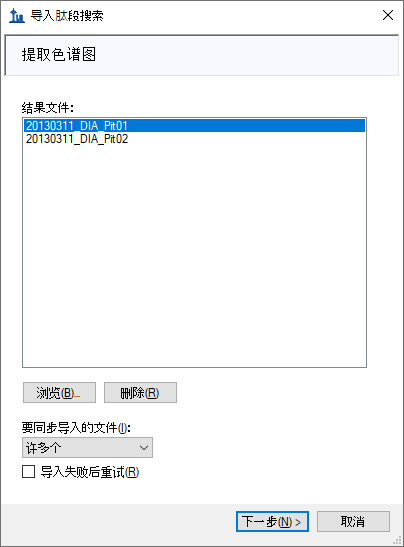 导入肽段搜索
提取色谱图
结果文件:
20130311_DIA_Pit01
20130311_DIA_Pit02
浏览(B)...
删除(R)
要同步导入的文件(I):
许多个
导入失败后重试(R)
下一步(N) >
取消